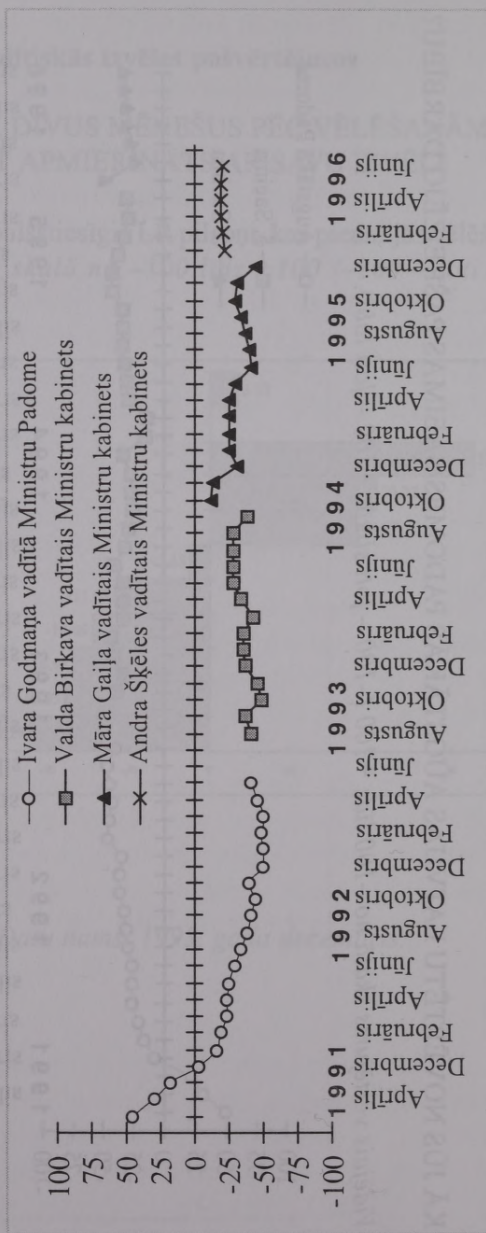 Ivara Godmaņa vadītā Ministru Padome
Valda Birkava vadītais Ministru kabinets
Māra Gaiļa vadītais Ministru kabinets
Andra Šķēles vadītais Ministru kabinets
100
75
50
25
0
-25
-50
-75
-100
1991
1992
1993
1994
1995
1996
Aprīlis
Decembris
Februāris
Aprīlis
Jūnijs
Augusts
Oktobris
Decembris
Februāris
Aprīlis
Jūnijs
Augusts
Oktobris
Decembris
Februāris
Aprīlis
Jūnijs
Augusts
Oktobris
Decembris
Februāris
Aprīlis
Jūnijs
Augusts
Oktobris
Decembris
Februāris
Aprīlis
Jūnijs